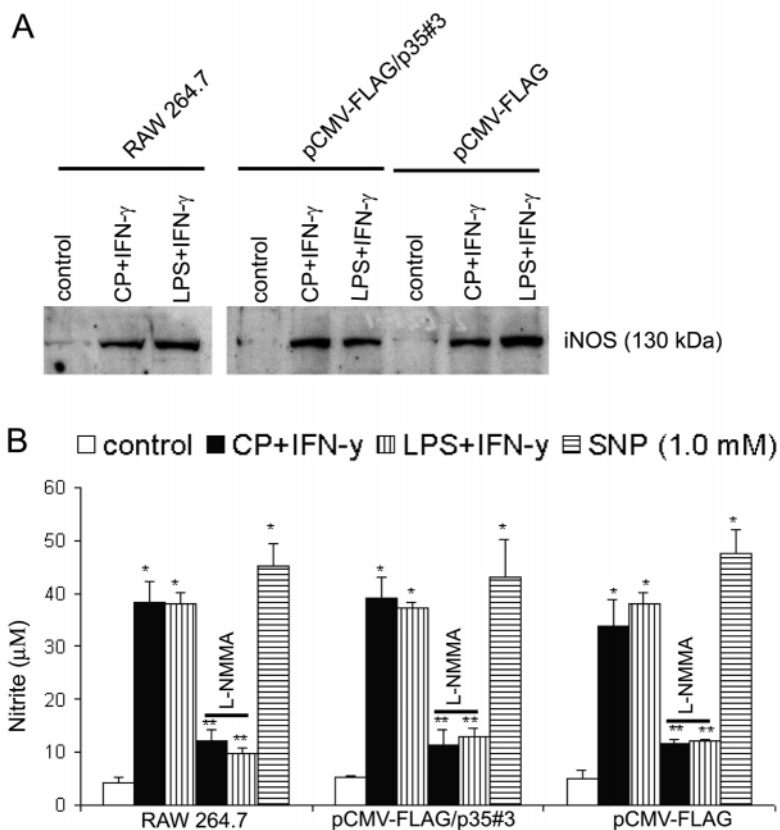 A
RAW 264.7
pCMV-FLAG/p35#3
pCMV-FLAG
control
CP+IFN-γ
LPS+IFN-γ
control
CP+IFN-γ
LPS+IFN-γ
control
CP+IFN-γ
LPS+IFN-γ
iNOS (130 kDa)
B
control CP+IFN-y LPS+IFN-y SNP (1.0 mM)
Nitrite (μM)
60
50
40
30
20
10
0
* * ** ** *
L-NMMA
* * ** ** *
L-NMMA
* * ** ** *
L-NMMA
RAW 264.7
pCMV-FLAG/p35#3
pCMV-FLAG